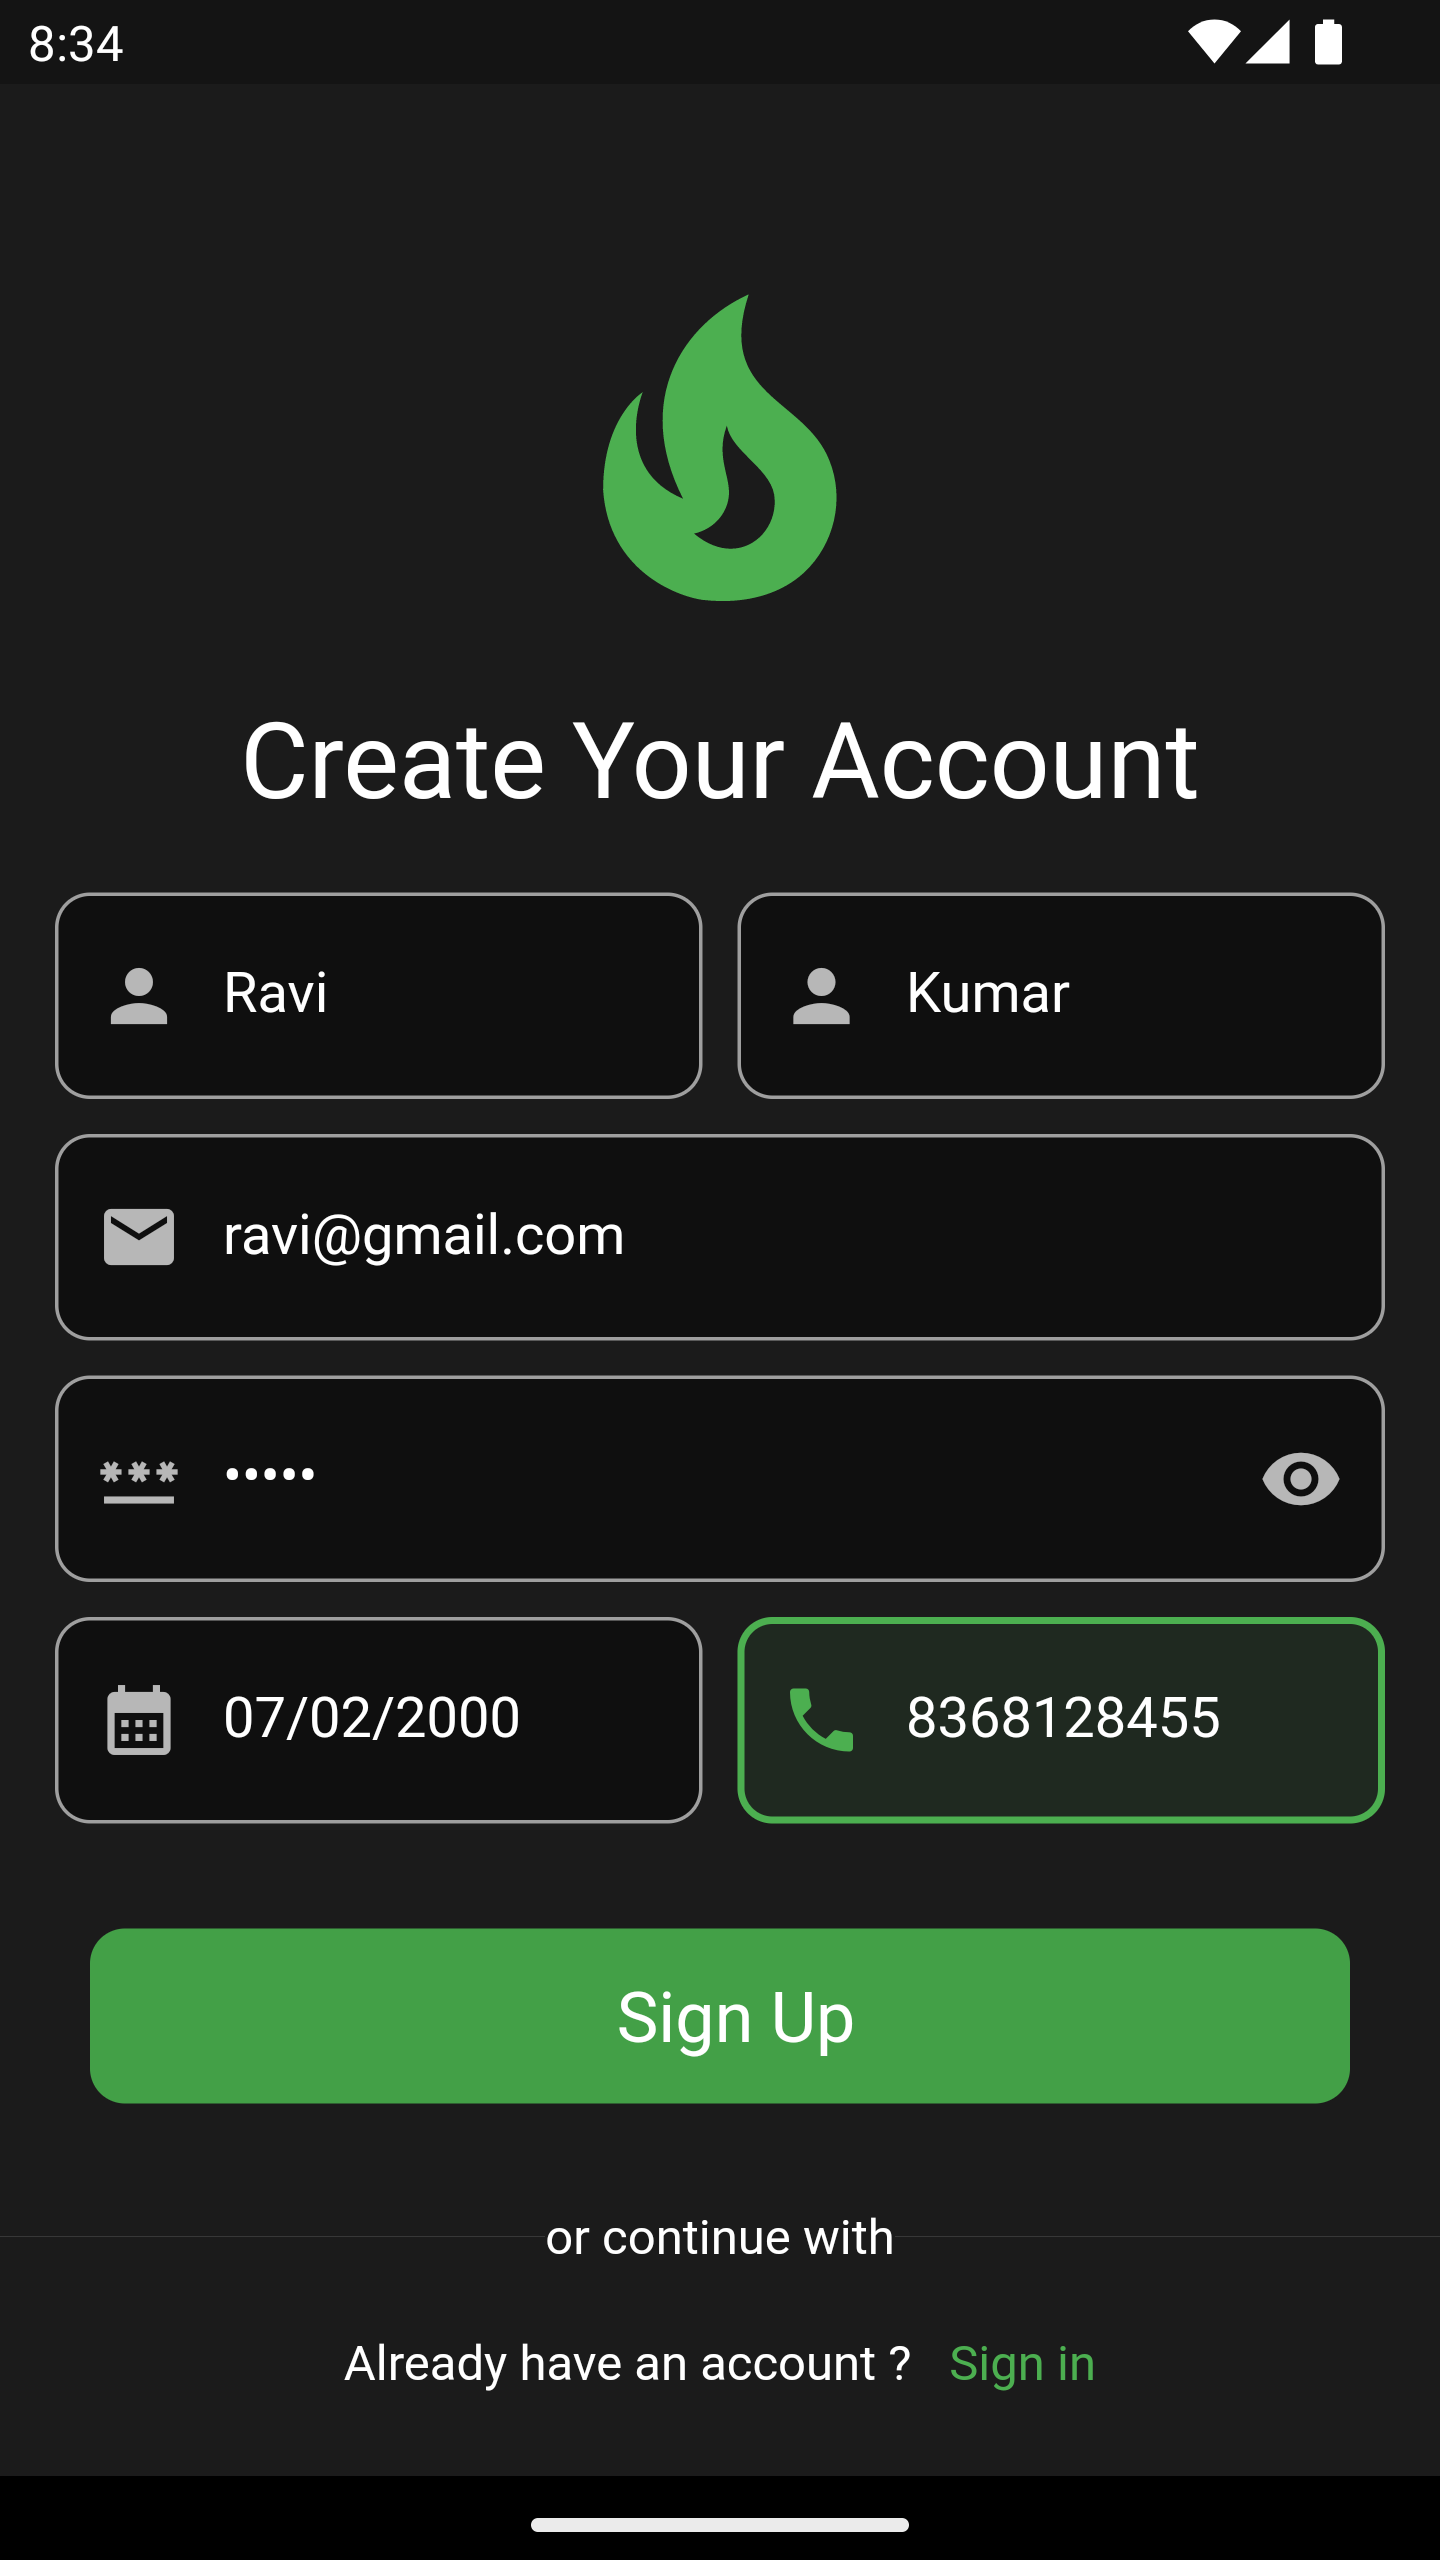 8:34
Create Your Account
Ravi
Kumar
ravi@gmail.com
•••••
07/02/2000
8368128455
Sign Up
or continue with
Already have an account ? Sign in